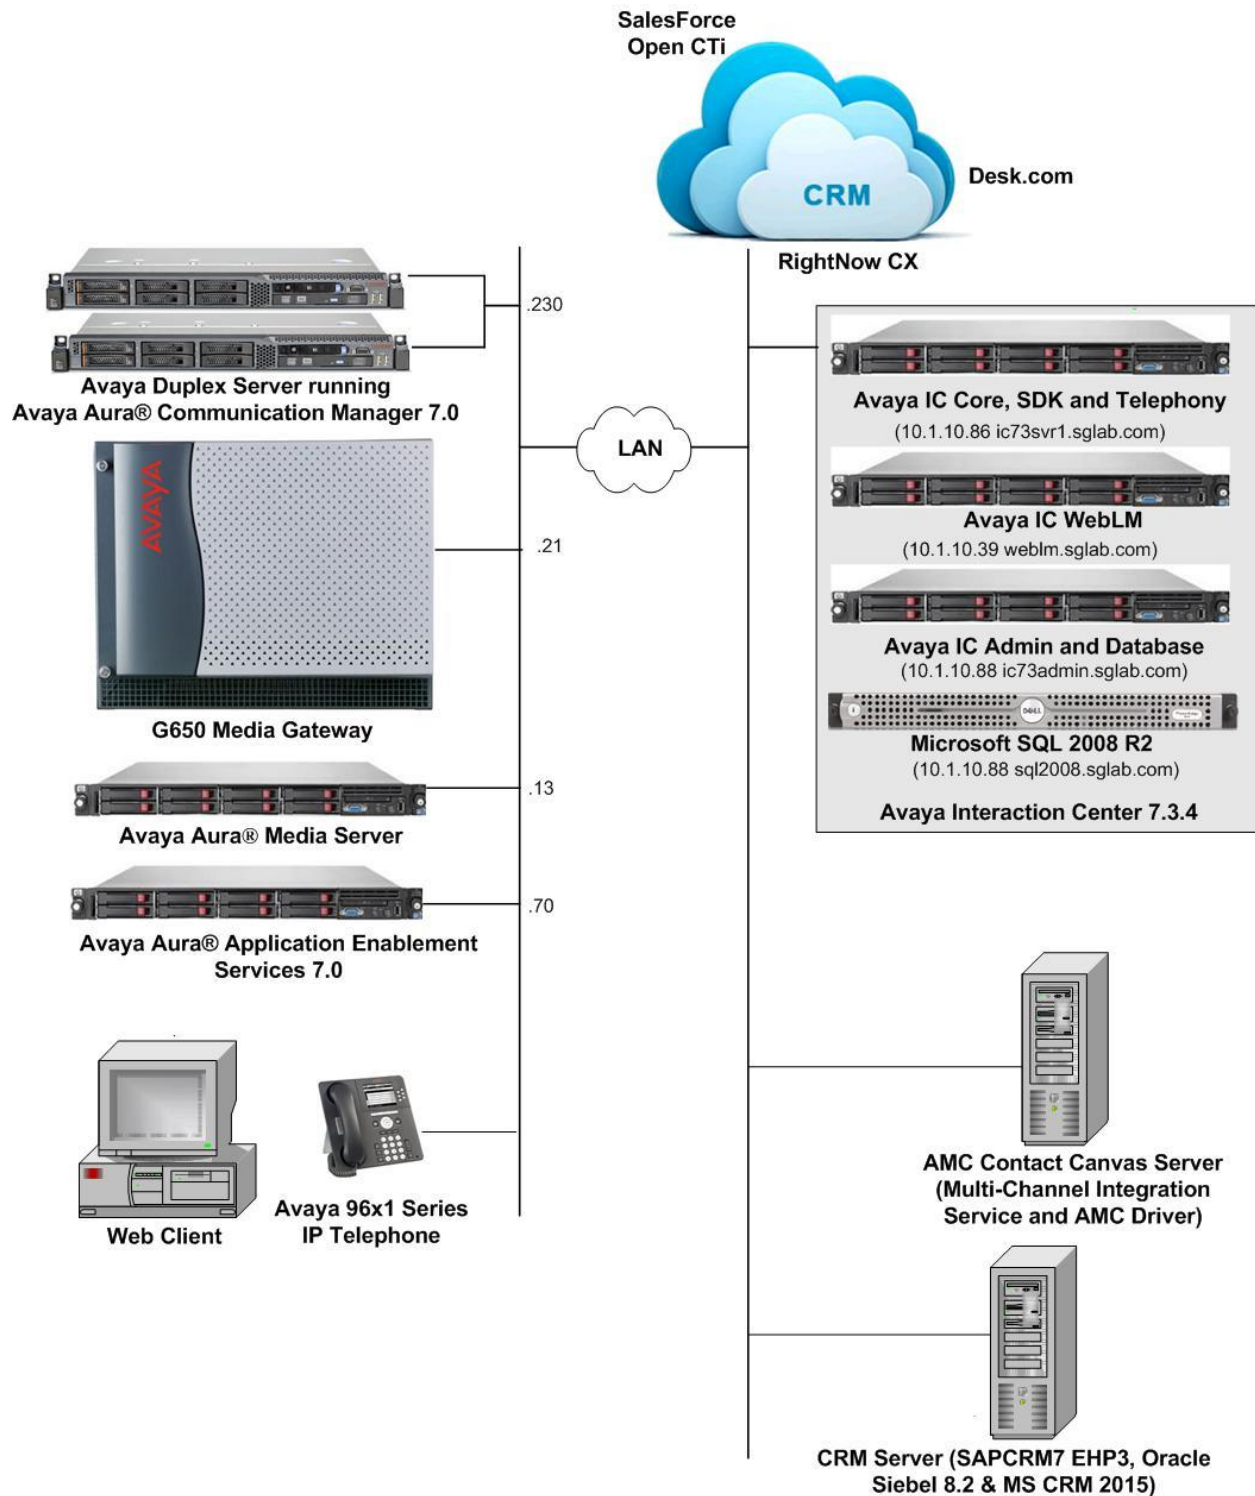 SalesForce
Open CTi
CRM
Desk.com
RightNow CX
.230
Avaya Duplex Server running
Avaya Aura® Communication Manager 7.0
AVAYA
.21
G650 Media Gateway
.13
Avaya Aura® Media Server
.70
Avaya Aura® Application Enablement
Services 7.0
Web Client
Avaya 96x1 Series
IP Telephone
LAN
Avaya IC Core, SDK and Telephony
(10.1.10.86 ic73svr1.sglab.com)
Avaya IC WebLM
(10.1.10.39 weblm.sglab.com)
Avaya IC Admin and Database
(10.1.10.88 ic73admin.sglab.com)
DELL
Microsoft SQL 2008 R2
(10.1.10.88 sql2008.sglab.com)
Avaya Interaction Center 7.3.4
AMC Contact Canvas Server
(Multi-Channel Integration
Service and AMC Driver)
CRM Server (SAPCRM7 EHP3, Oracle
Siebel 8.2 & MS CRM 2015)